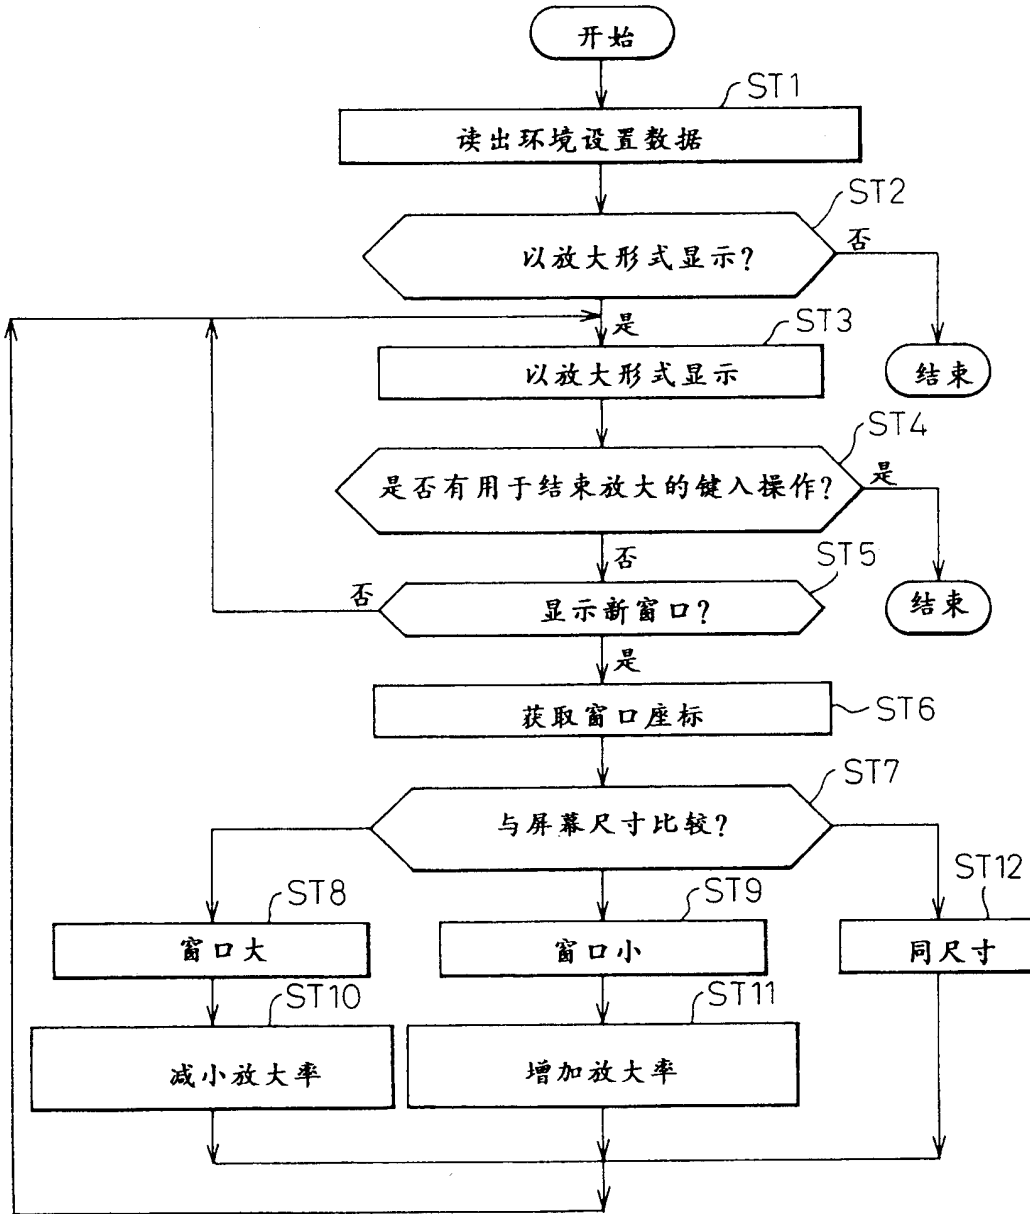 开始
ST1
读出环境设置数据
ST2
以放大形式显示?
否
是
ST3
以放大形式显示
结束
ST4
是否有用于结束放大的键入操作?
是
否
ST5
否
显示新窗口?
结束
是
获取窗口座标
ST6
ST7
与屏幕尺寸比较?
ST8
ST9
ST12
窗口大
窗口小
同尺寸
ST10
ST11
减小放大率
增加放大率